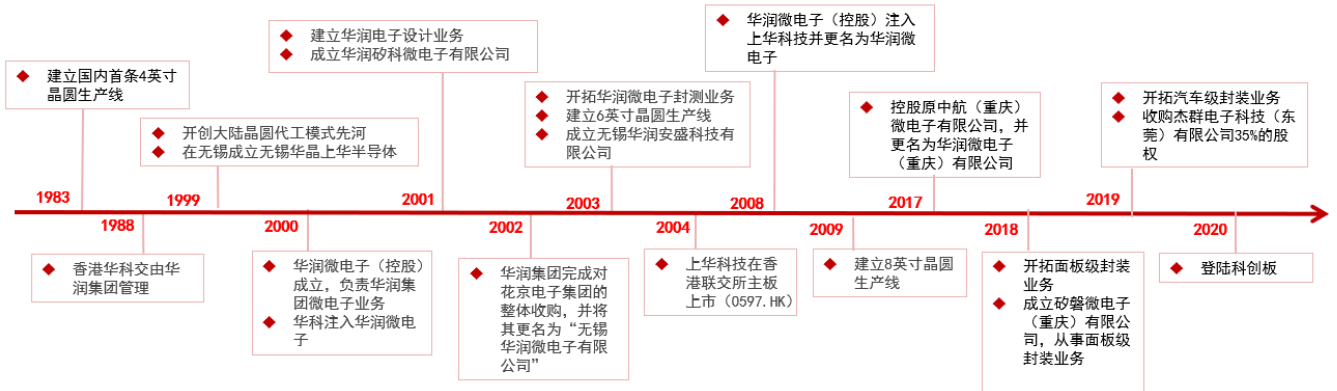 建立国内首条4英寸
晶圆生产线
1983
香港华科交由华
润集团管理
1988
开创大陆晶圆代工模式先河
在无锡成立无锡华晶上华半导体
1999
华润微电子（控股）
成立，负责华润集
团微电子业务
华科注入华润微电
子
2000
建立华润电子设计业务
成立华润矽科微电子有限公司
2001
华润集团完成对
花京电子集团的
整体收购，并将
其更名为“无锡
华润微电子有限
公司”
2002
开拓华润微电子封测业务
建立6英寸晶圆生产线
成立无锡华润安盛科技有
限公司
2003
上华科技在香
港联交所主板
上市（0597.HK）
2004
华润微电子（控股）注入
上华科技并更名为华润微
电子
2008
建立8英寸晶圆
生产线
2009
控股原中航（重庆）
微电子有限公司，并
更名为华润微电子
（重庆）有限公司
2017
开拓面板级封装
业务
成立矽磐微电子
（重庆）有限公
司，从事面板级
封装业务
2018
开拓汽车级封装业务
收购杰群电子科技（东
莞）有限公司35%的股
权
2019
登陆科创板
2020